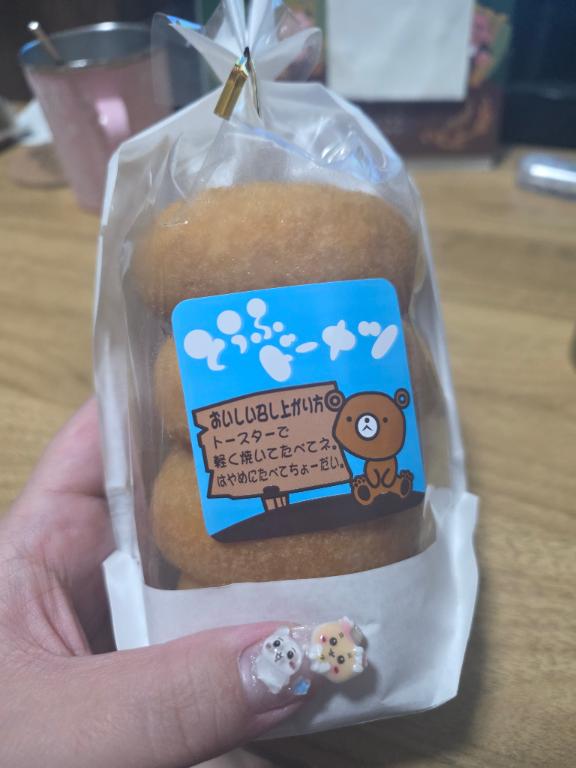 とうふドーナツ
おいしい召し上がり方
トースターで
軽く焼いてたべてネ。
はやめにたべてちょーだい。